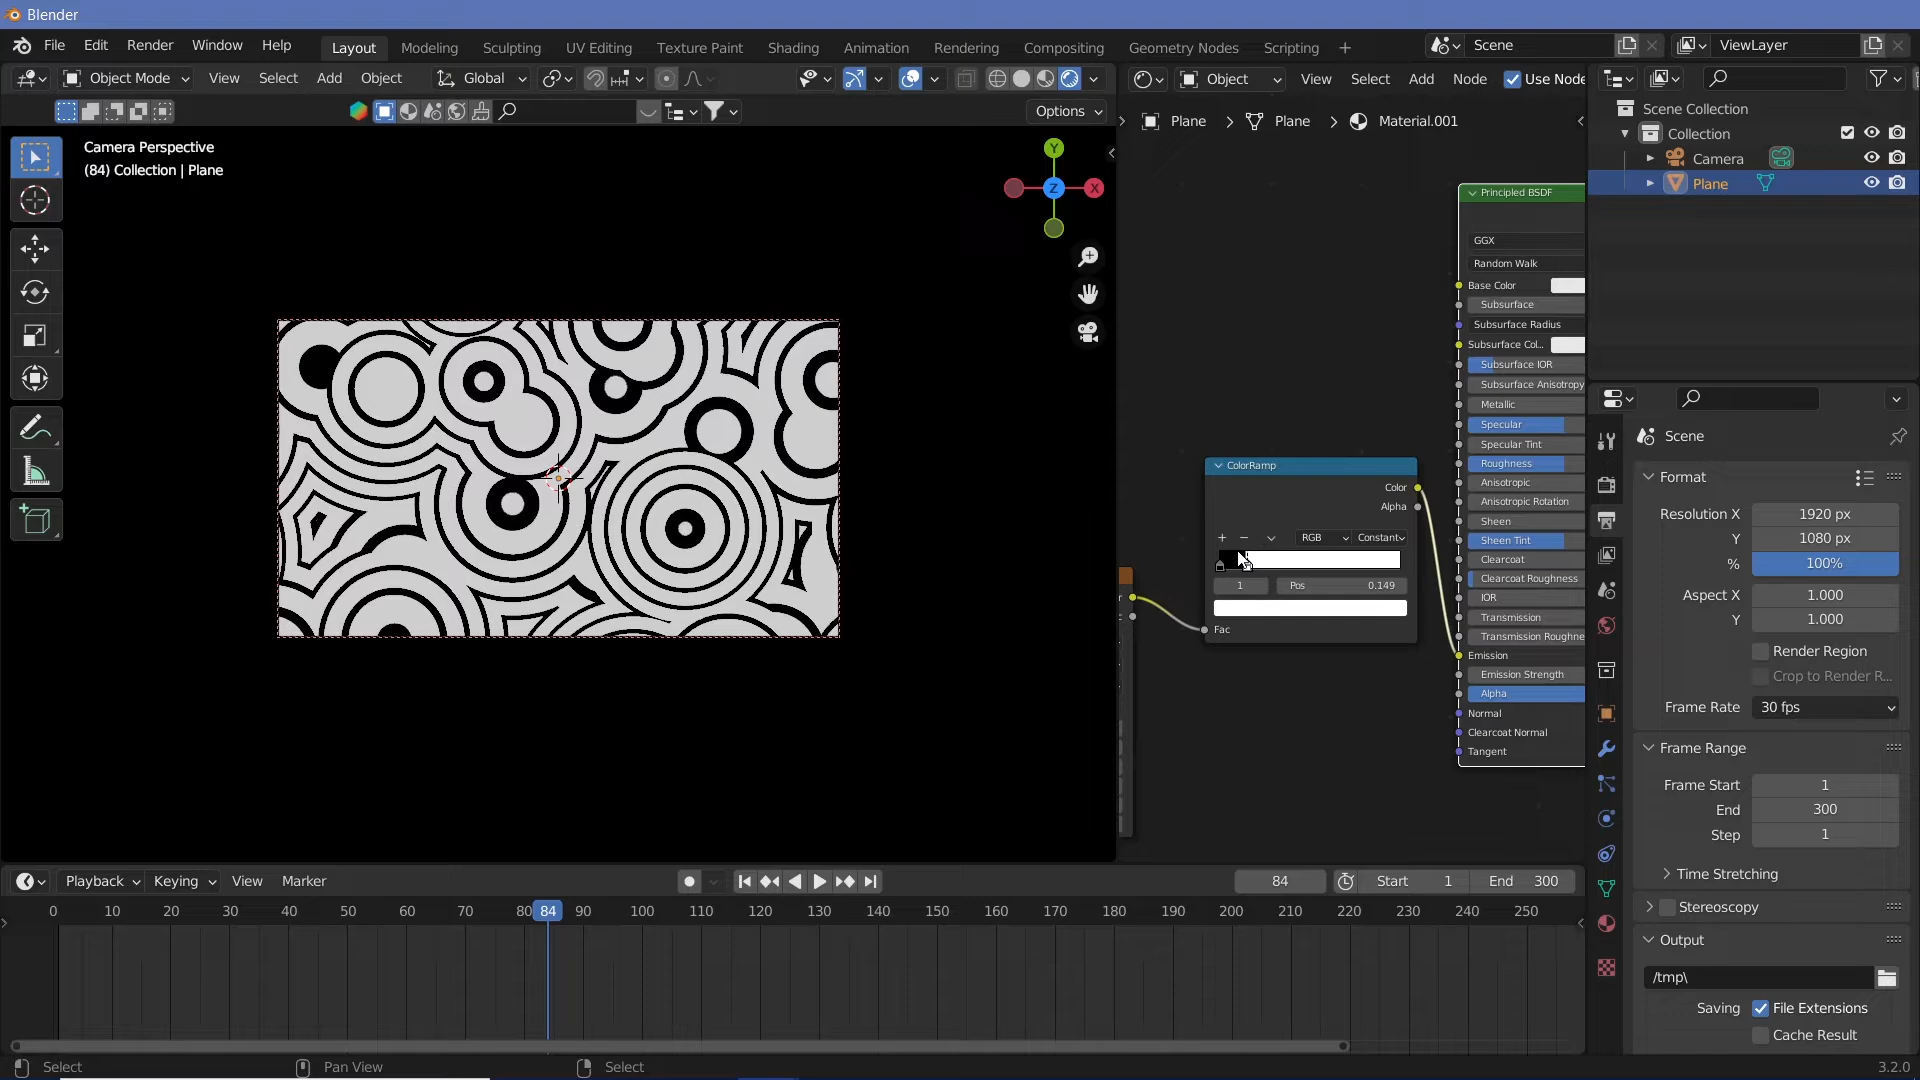 Blender
File Edit Render Window Help
Layout Modeling Sculpting UV Editing Texture Paint Shading Animation Rendering Compositing Geometry Nodes Scripting +
Scene
ViewLayer
Object Mode View Select Add Object Global
Object View Select Add Node Use Node
Options
Camera Perspective
(84) Collection | Plane
Y
X
Z
Plane > Plane > Material.001
Scene Collection
Collection
Camera
Plane
Principled BSDF
GGX
Random Walk
Base Color
Subsurface
Subsurface Radius
Subsurface Col..
Subsurface IOR
Subsurface Anisotropy
Metallic
Specular
Specular Tint
Roughness
Anisotropic
Anisotropic Rotation
Sheen
Sheen Tint
Clearcoat
Clearcoat Roughness
IOR
Transmission
Transmission Roughne
Emission
Emission Strength
Alpha
Normal
Clearcoat Normal
Tangent
ColorRamp
Color
Alpha
+ − RGB Constant
1 Pos 0.149
Fac
Scene
Format
Resolution X 1920 px
Y 1080 px
% 100%
Aspect X 1.000
Y 1.000
Render Region
Crop to Render R...
Frame Rate 30 fps
Frame Range
Frame Start 1
End 300
Step 1
Time Stretching
Stereoscopy
Output
/tmp\
Saving File Extensions
Cache Result
Playback Keying View Marker
84 Start 1 End 300
0 10 20 30 40 50 60 70 80 84 90 100 110 120 130 140 150 160 170 180 190 200 210 220 230 240 250
Select Pan View Select
3.2.0